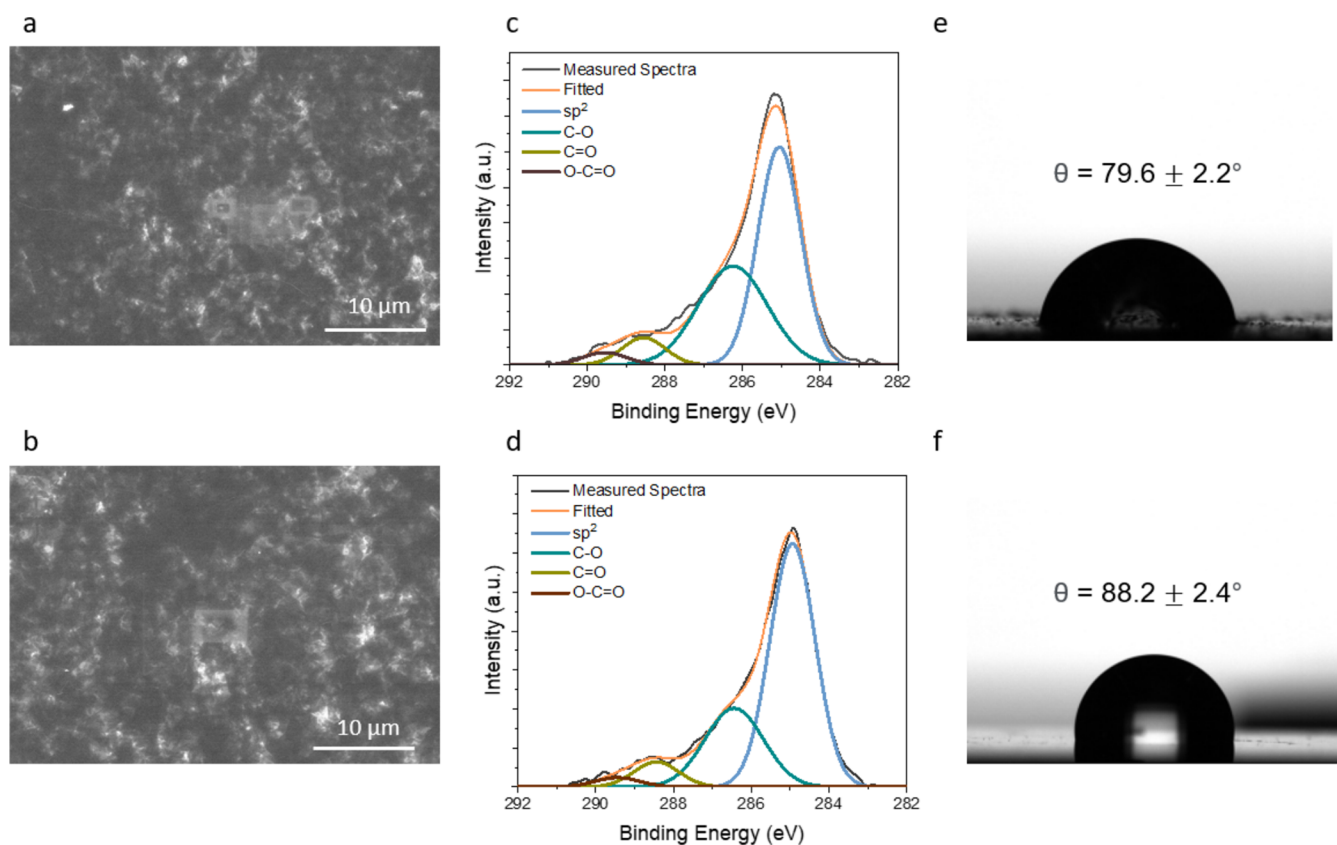 a
10 μm
c
Measured Spectra
Fitted
sp²
C-O
C=O
O-C=O
Intensity (a.u.)
292 290 288 286 284 282
Binding Energy (eV)
e
θ = 79.6 ± 2.2°
b
10 μm
d
Measured Spectra
Fitted
sp²
C-O
C=O
O-C=O
Intensity (a.u.)
292 290 288 286 284 282
Binding Energy (eV)
f
θ = 88.2 ± 2.4°